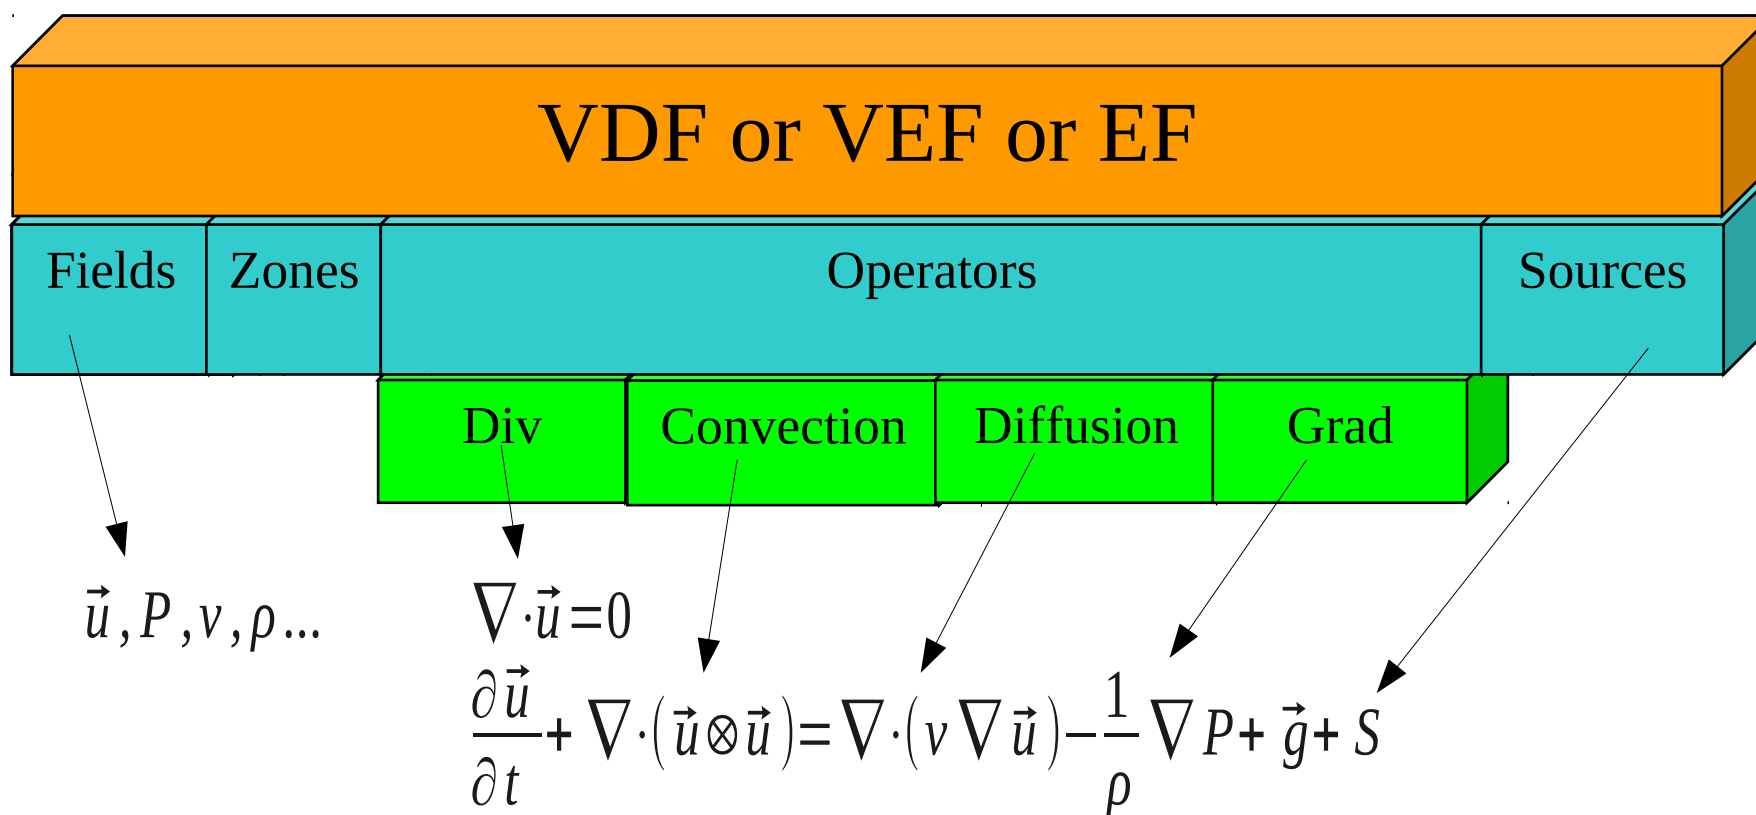 VDF or VEF or EF
Fields Zones Operators Sources
Div Convection Diffusion Grad
u⃗ , P , ν , ρ ... ∇·u⃗ = 0
∂u⃗/∂t + ∇·(u⃗ ⊗ u⃗) = ∇·(ν ∇ u⃗) − 1/ρ ∇ P + g⃗ + S